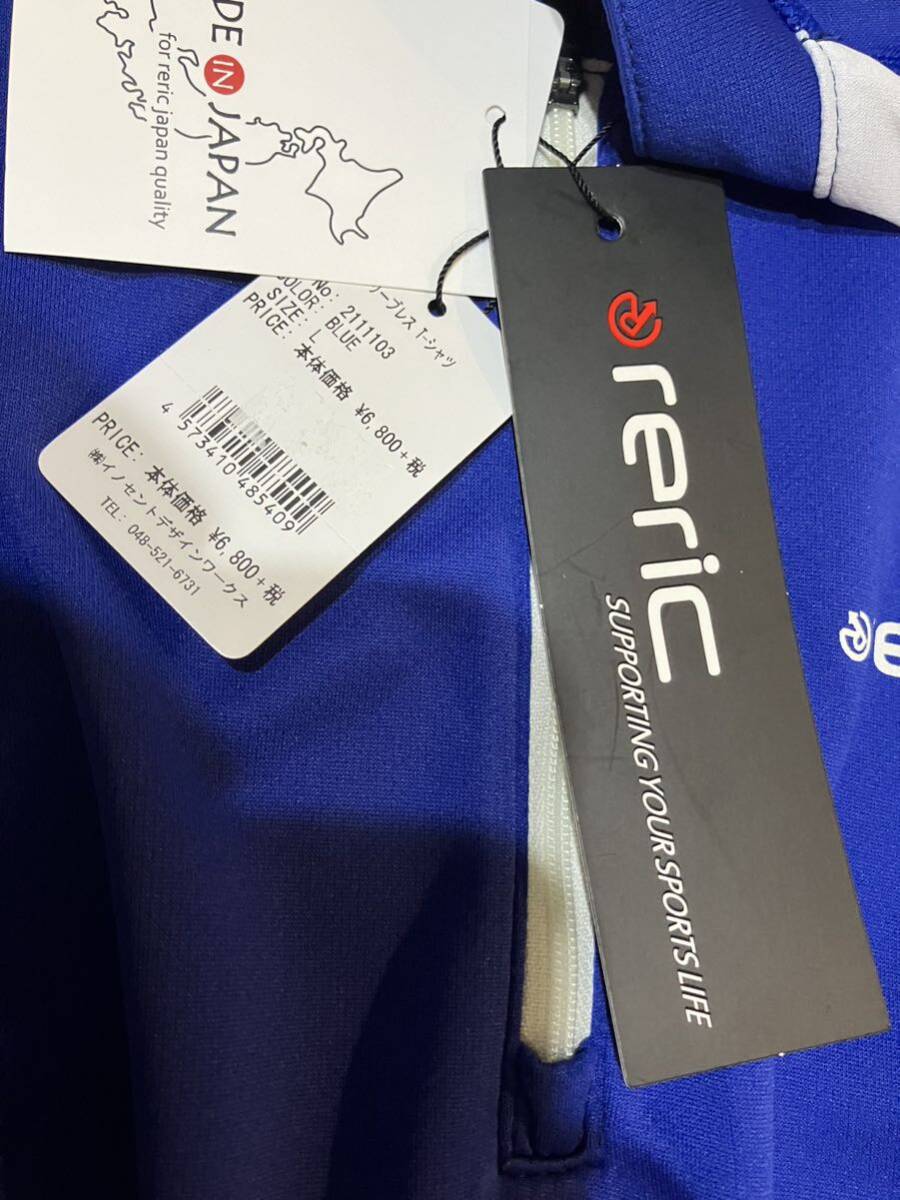 DE IN JAPAN
for reric japan quality
リーブレス T-シャツ
No: 2111103
COLOR: BLUE
SIZE: L
PRICE: 本体価格 ¥6,800+税
4 573410 485409
PRICE: 本体価格 ¥6,800+税
㈱イノセントデザインワークス
TEL: 048-521-6731
reric
SUPPORTING YOUR SPORTS LIFE